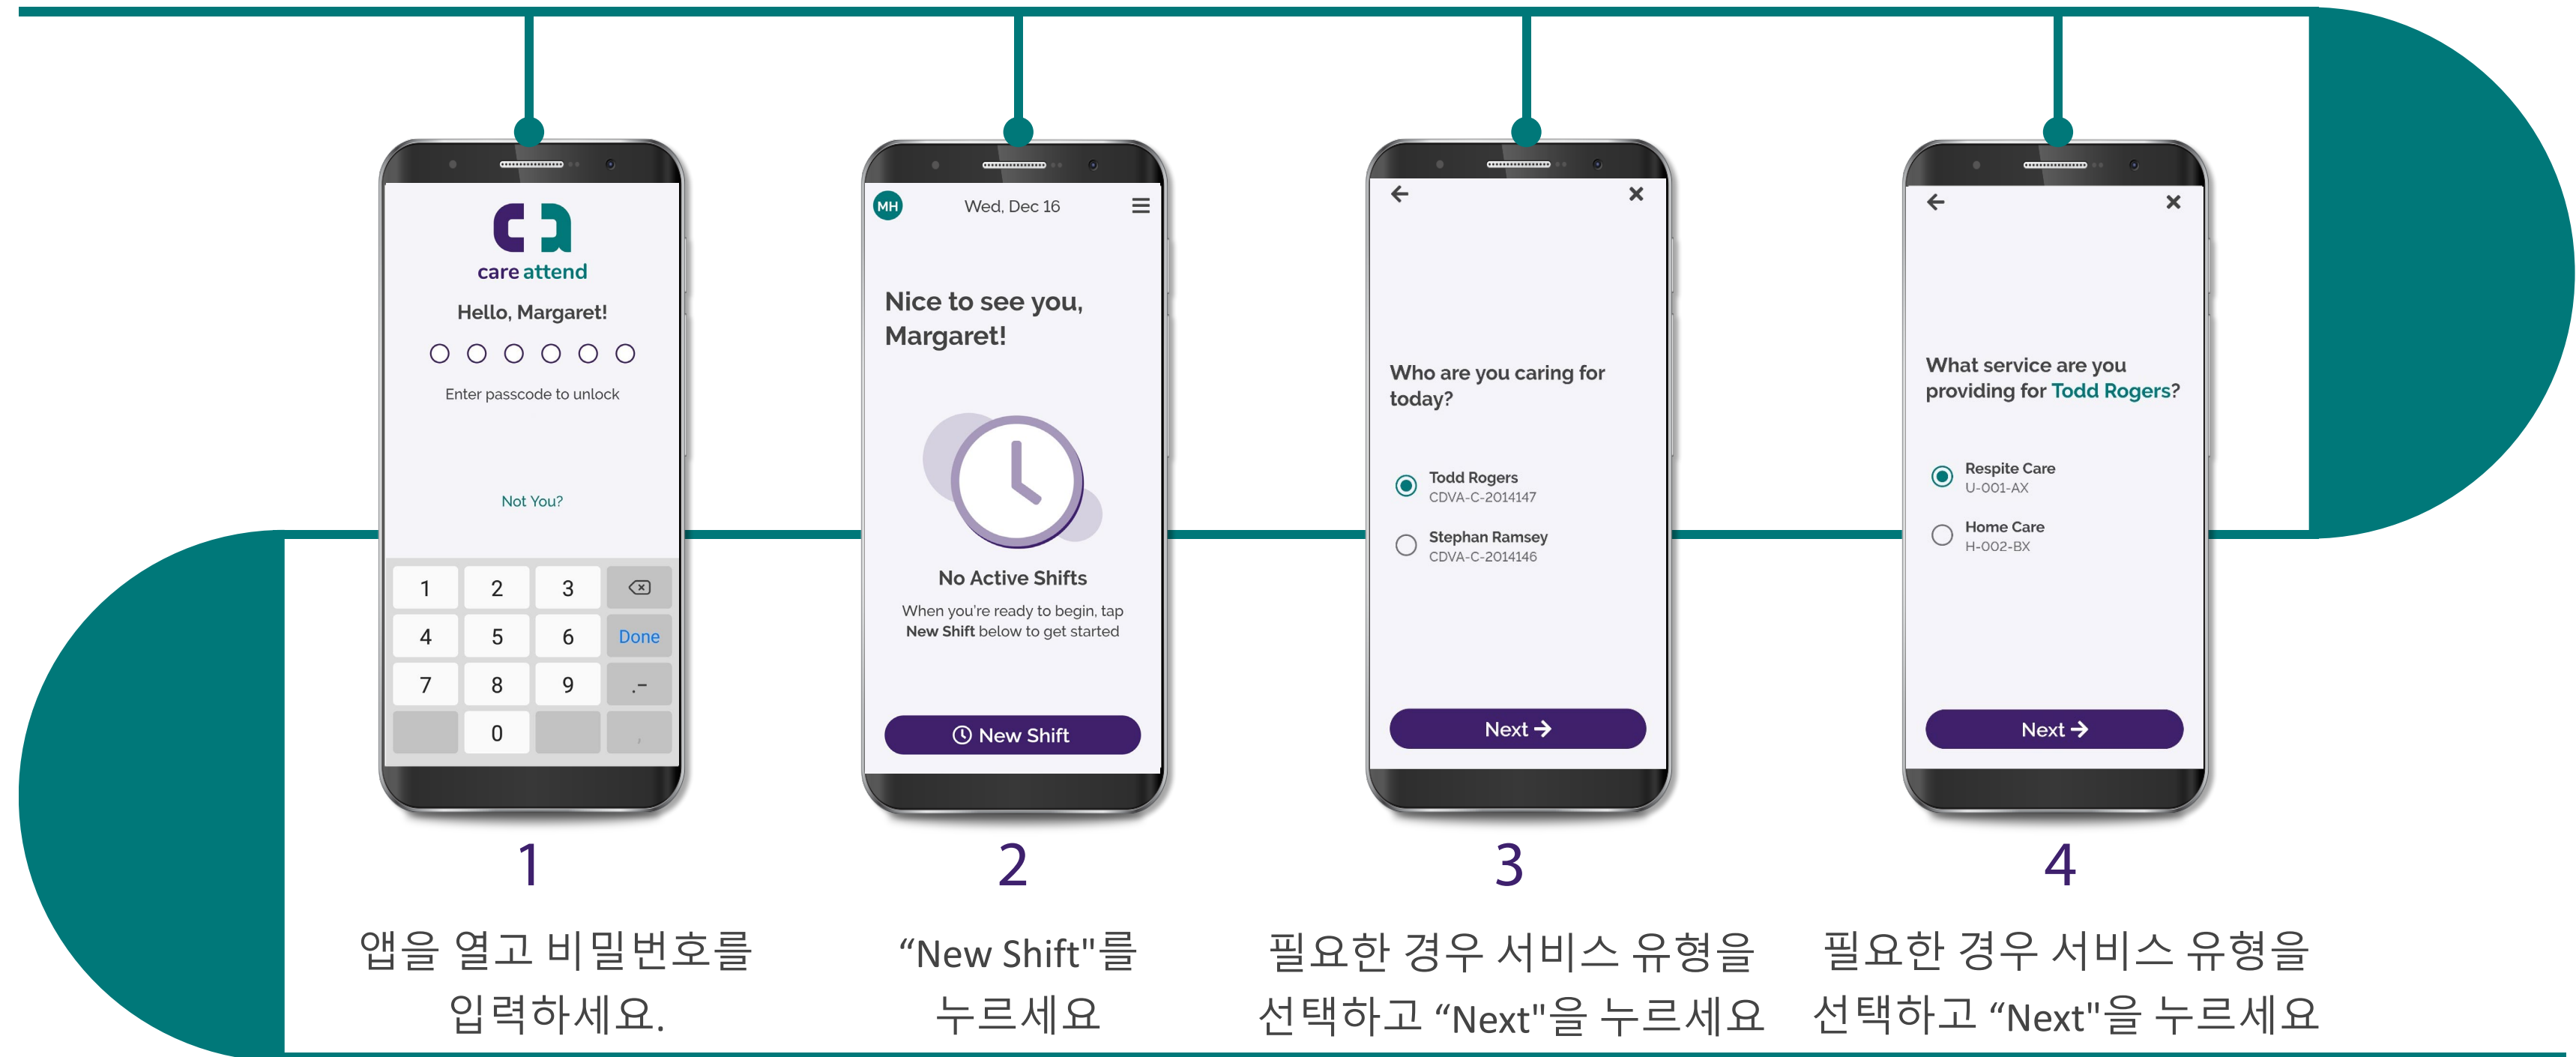 care attend
Hello, Margaret!
Enter passcode to unlock
Not You?
1 2 3
4 5 6 Done
7 8 9 .-
0 ,
1
앱을 열고 비밀번호를
입력하세요.
MH Wed, Dec 16
Nice to see you,
Margaret!
No Active Shifts
When you're ready to begin, tap
New Shift below to get started
New Shift
2
“New Shift"를
누르세요
Who are you caring for
today?
Todd Rogers
CDVA-C-2014147
Stephan Ramsey
CDVA-C-2014146
Next →
3
필요한 경우 서비스 유형을
선택하고 “Next"을 누르세요
What service are you
providing for Todd Rogers?
Respite Care
U-001-AX
Home Care
H-002-BX
Next →
4
필요한 경우 서비스 유형을
선택하고 “Next"을 누르세요